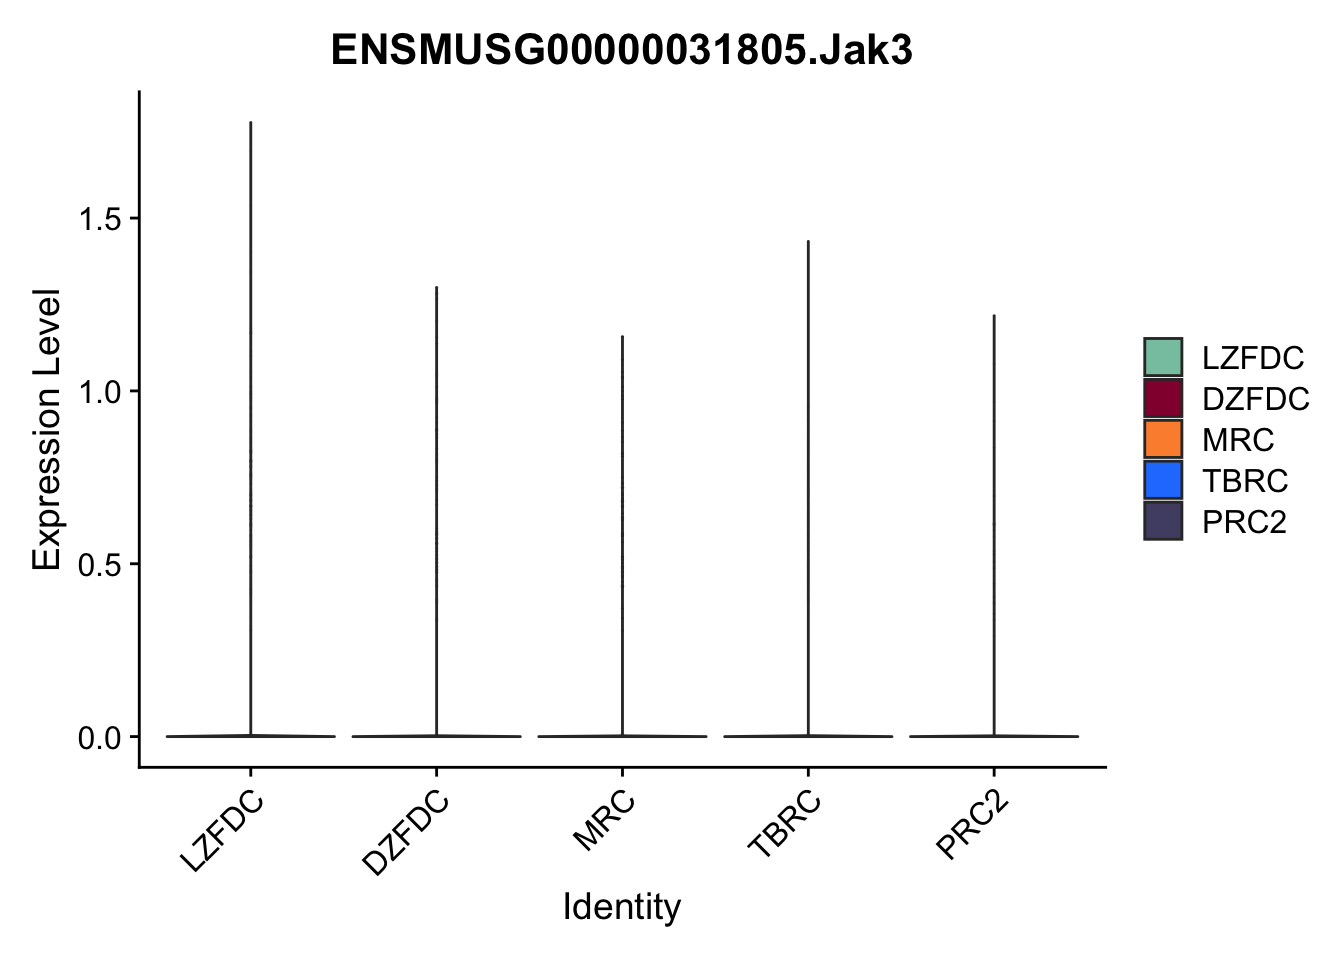 ENSMUSG00000031805.Jak3
Expression Level
1.5
1.0
0.5
0.0
LZFDC
DZFDC
MRC
TBRC
PRC2
Identity
LZFDC
DZFDC
MRC
TBRC
PRC2